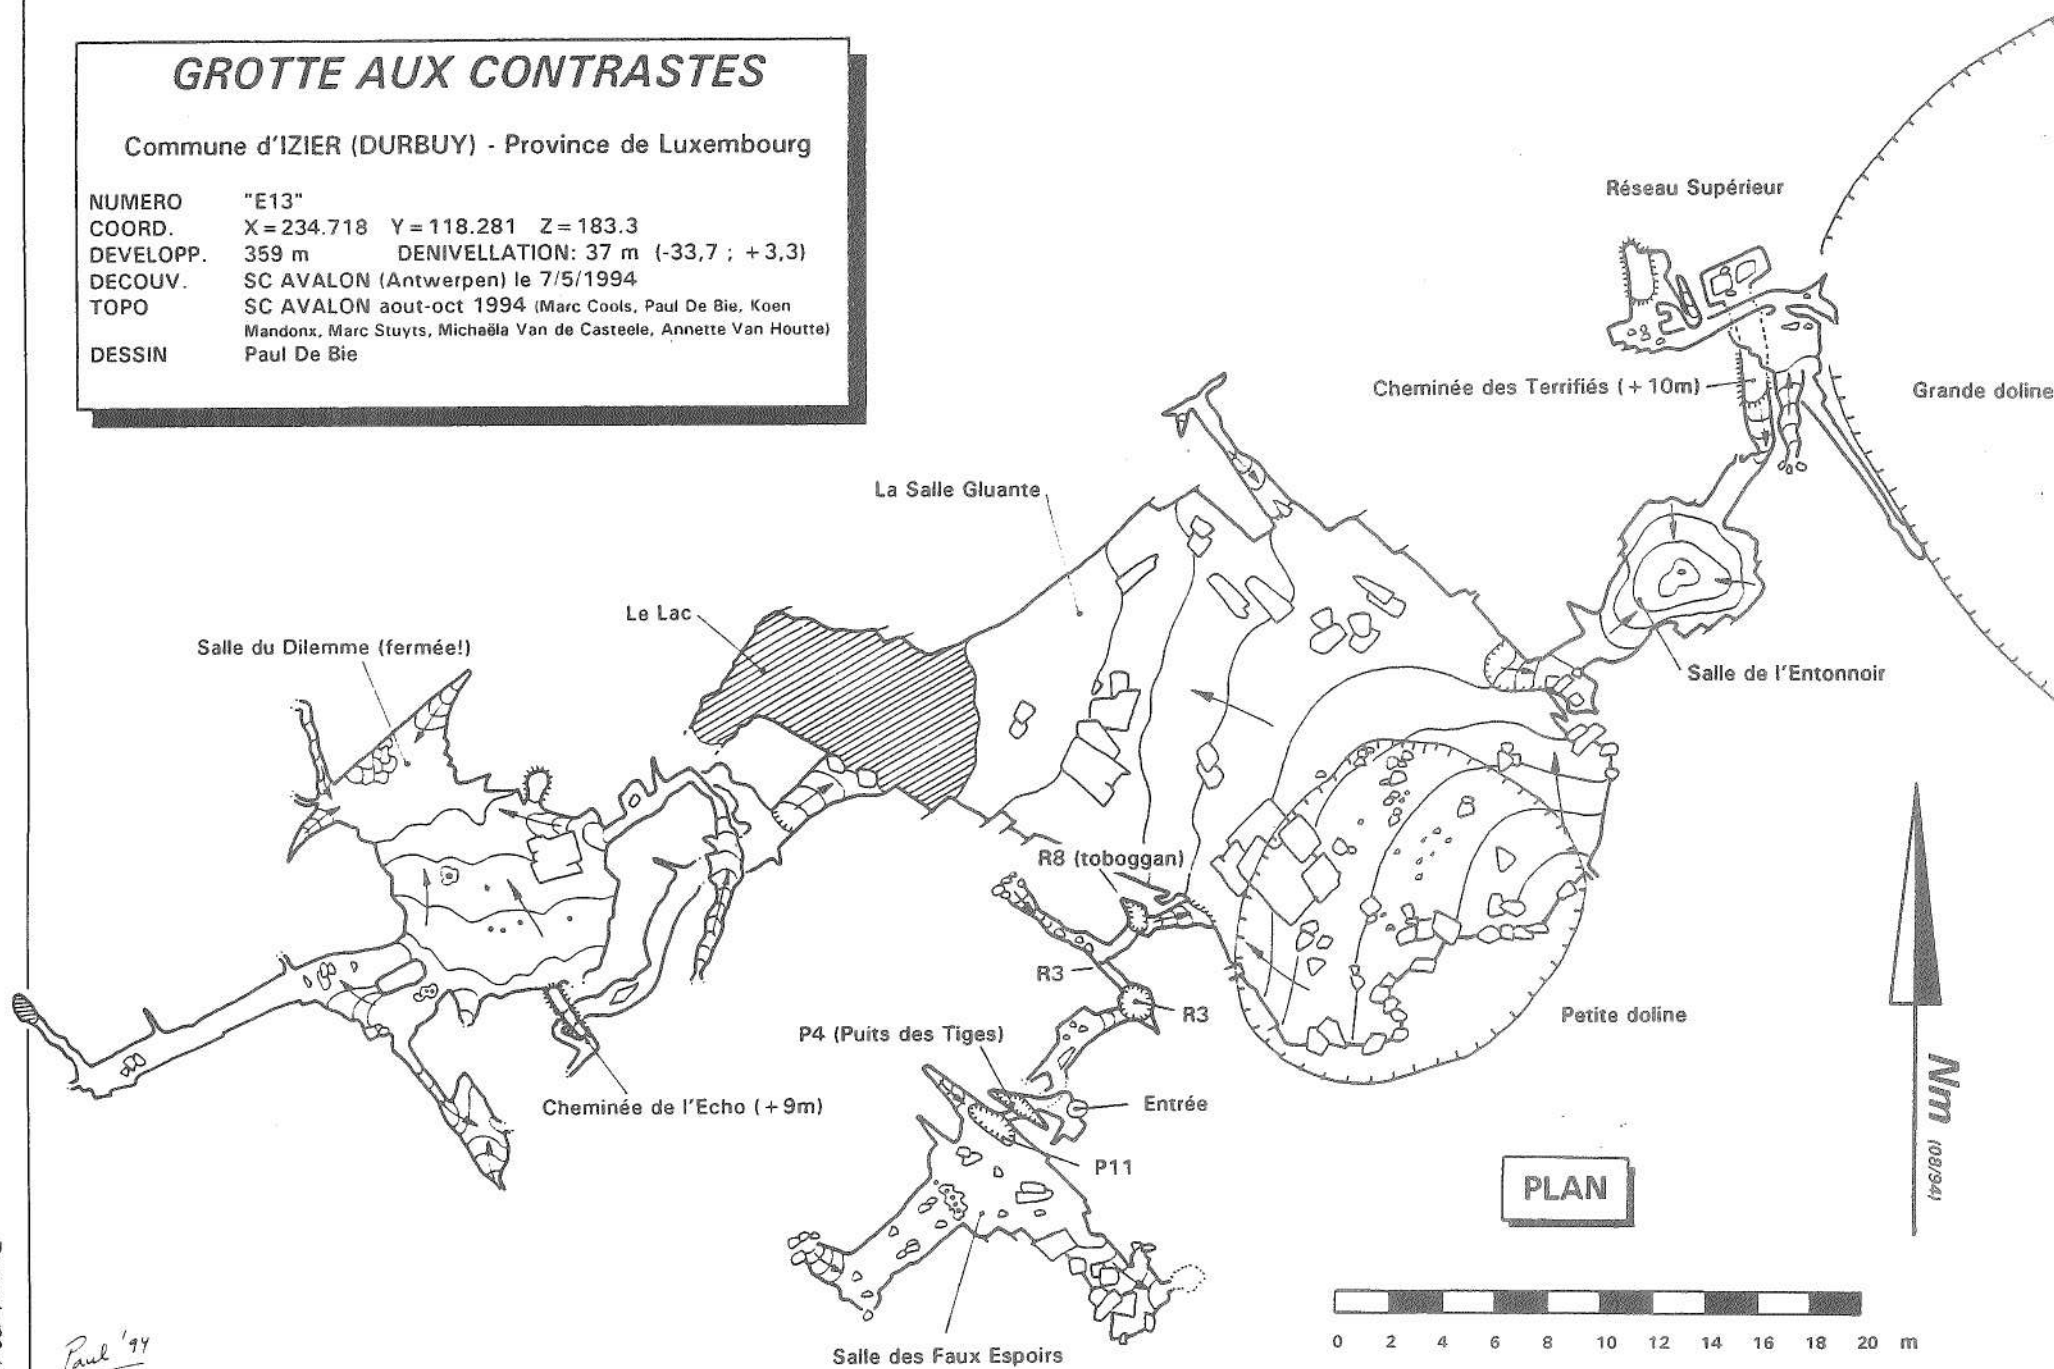 GROTTE AUX CONTRASTES
Commune d'IZIER (DURBUY) - Province de Luxembourg
NUMERO "E13"
COORD. X=234.718 Y=118.281 Z=183.3
DEVELOPP. 359 m DENIVELLATION: 37 m (-33,7 ; +3,3)
DECOUV. SC AVALON (Antwerpen) le 7/5/1994
TOPO SC AVALON aout-oct 1994 (Marc Cools, Paul De Bie, Koen
Mandonx, Marc Stuyts, Michaëla Van de Casteele, Annette Van Houtte)
DESSIN Paul De Bie
Réseau Supérieur
Cheminée des Terrifiés (+10m)
Grande doline
La Salle Gluante
Le Lac
Salle du Dilemme (fermée!)
Salle de l'Entonnoir
R8 (toboggan)
R3
R3
Petite doline
P4 (Puits des Tiges)
Cheminée de l'Echo (+9m)
Entrée
P11
Nm (08/94)
PLAN
0 2 4 6 8 10 12 14 16 18 20 m
Salle des Faux Espoirs
Paul '94